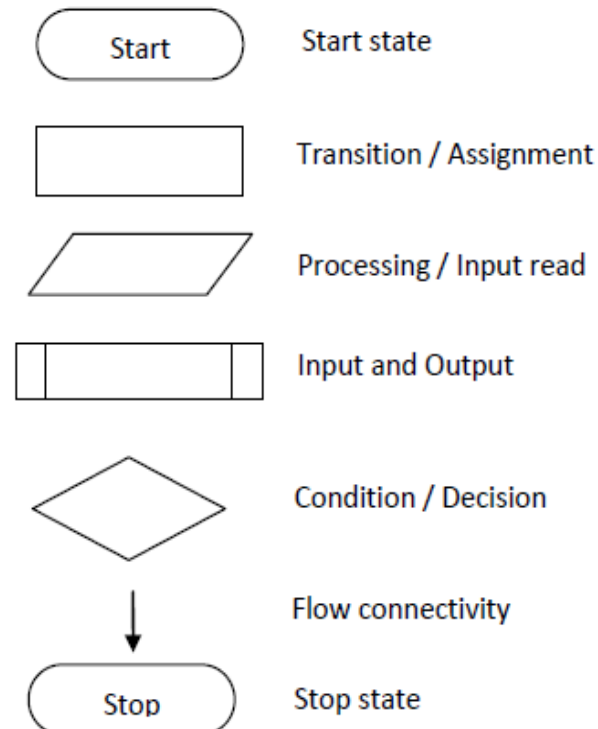 Start Start state
Transition / Assignment
Processing / Input read
Input and Output
Condition / Decision
Flow connectivity
Stop Stop state